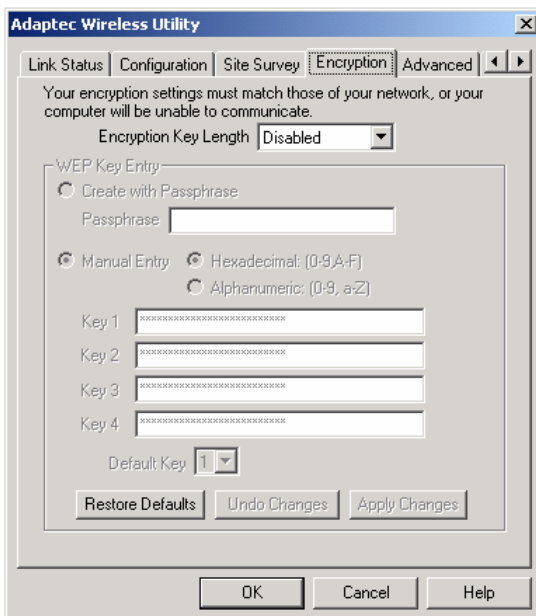 Adaptec Wireless Utility
Link Status Configuration Site Survey Encryption Advanced
Your encryption settings must match those of your network, or your
computer will be unable to communicate.
Encryption Key Length Disabled
WEP Key Entry
Create with Passphrase
Passphrase
Manual Entry Hexadecimal: (0-9,A-F)
Alphanumeric: (0-9, a-Z)
Key 1 **************************
Key 2 **************************
Key 3 **************************
Key 4 **************************
Default Key 1
Restore Defaults Undo Changes Apply Changes
OK Cancel Help